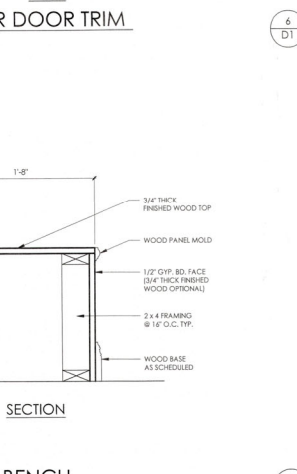 R DOOR TRIM
6
D1
1'-8"
3/4" THICK
FINISHED WOOD TOP
WOOD PANEL MOLD
1/2" GYP. BD. FACE
(3/4" THICK FINISHED
WOOD OPTIONAL)
2 x 4 FRAMING
@ 16" O.C. TYP.
WOOD BASE
AS SCHEDULED
SECTION
BENCH